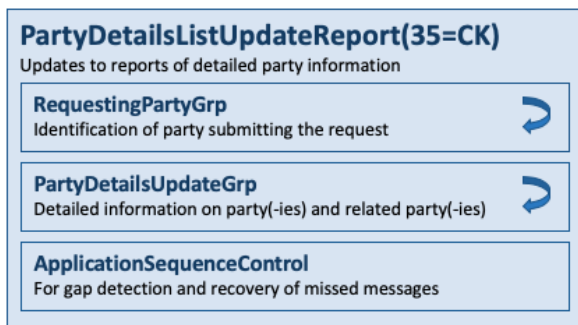 PartyDetailsListUpdateReport(35=CK)
Updates to reports of detailed party information
RequestingPartyGrp
Identification of party submitting the request
PartyDetailsUpdateGrp
Detailed information on party(-ies) and related party(-ies)
ApplicationSequenceControl
For gap detection and recovery of missed messages